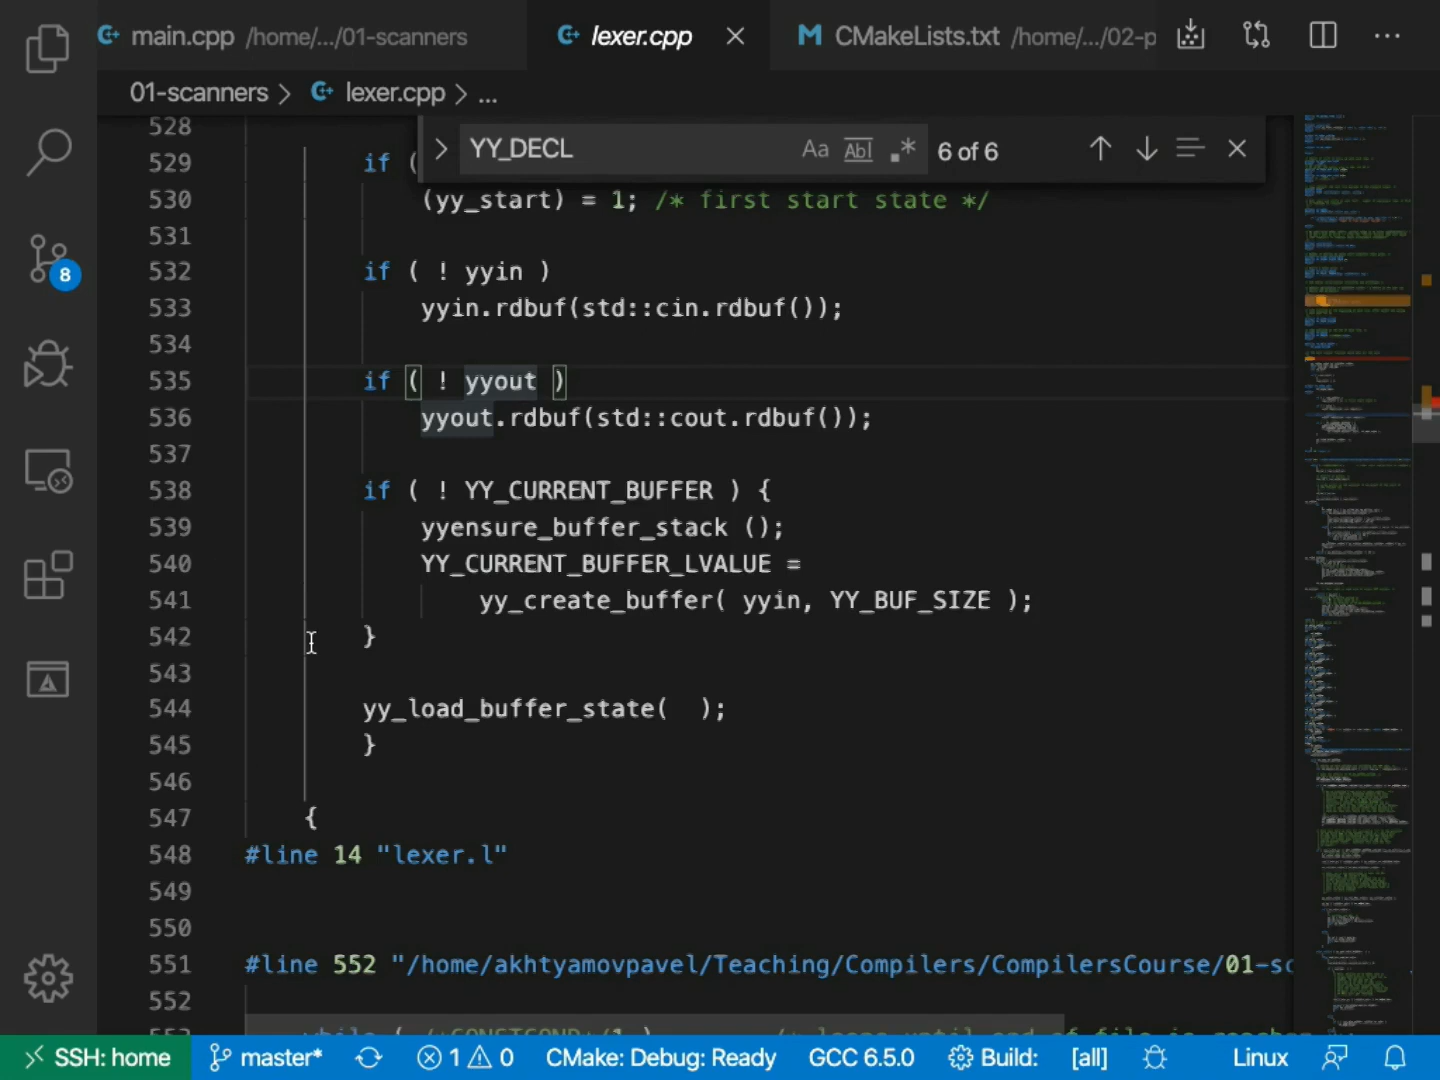 main.cpp /home/.../01-scanners lexer.cpp CMakeLists.txt /home/.../02-p
01-scanners > lexer.cpp > ...
YY_DECL Aa Abl .* 6 of 6
528
529 if (
530 (yy_start) = 1; /* first start state */
531
532 if ( ! yyin )
533 yyin.rdbuf(std::cin.rdbuf());
534
535 if ( ! yyout )
536 yyout.rdbuf(std::cout.rdbuf());
537
538 if ( ! YY_CURRENT_BUFFER ) {
539 yyensure_buffer_stack ();
540 YY_CURRENT_BUFFER_LVALUE =
541 yy_create_buffer( yyin, YY_BUF_SIZE );
542 }
543
544 yy_load_buffer_state(  );
545 }
546
547 {
548 #line 14 "lexer.l"
549
550
551 #line 552 "/home/akhtyamovpavel/Teaching/Compilers/CompilersCourse/01-sc
552
8
SSH: home master* 1 0 CMake: Debug: Ready GCC 6.5.0 Build: [all] Linux